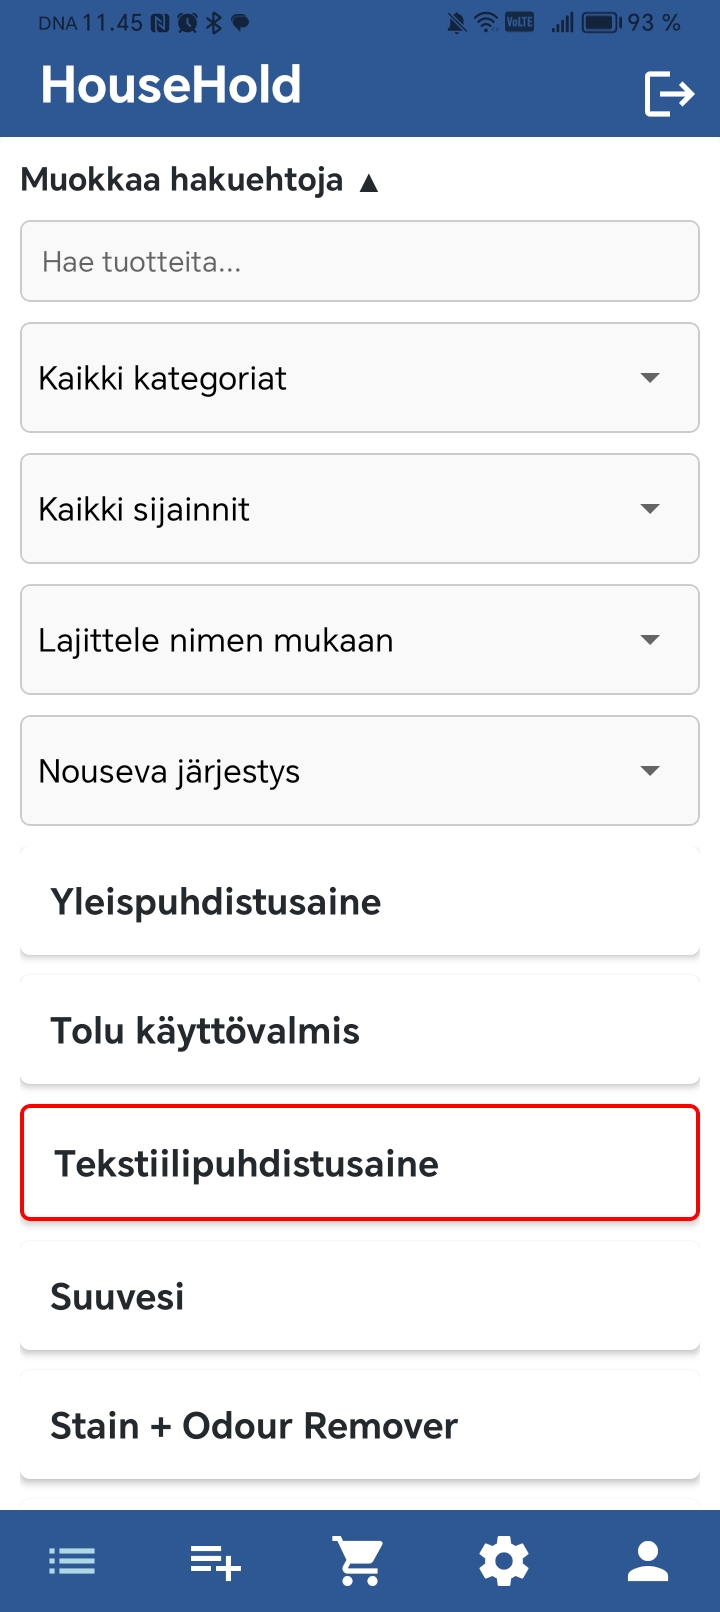 DNA 11.45 VoLTE 93 %
HouseHold
Muokkaa hakuehtoja ▲
Hae tuotteita...
Kaikki kategoriat
Kaikki sijainnit
Lajittele nimen mukaan
Nouseva järjestys
Yleispuhdistusaine
Tolu käyttövalmis
Tekstiilipuhdistusaine
Suuvesi
Stain + Odour Remover